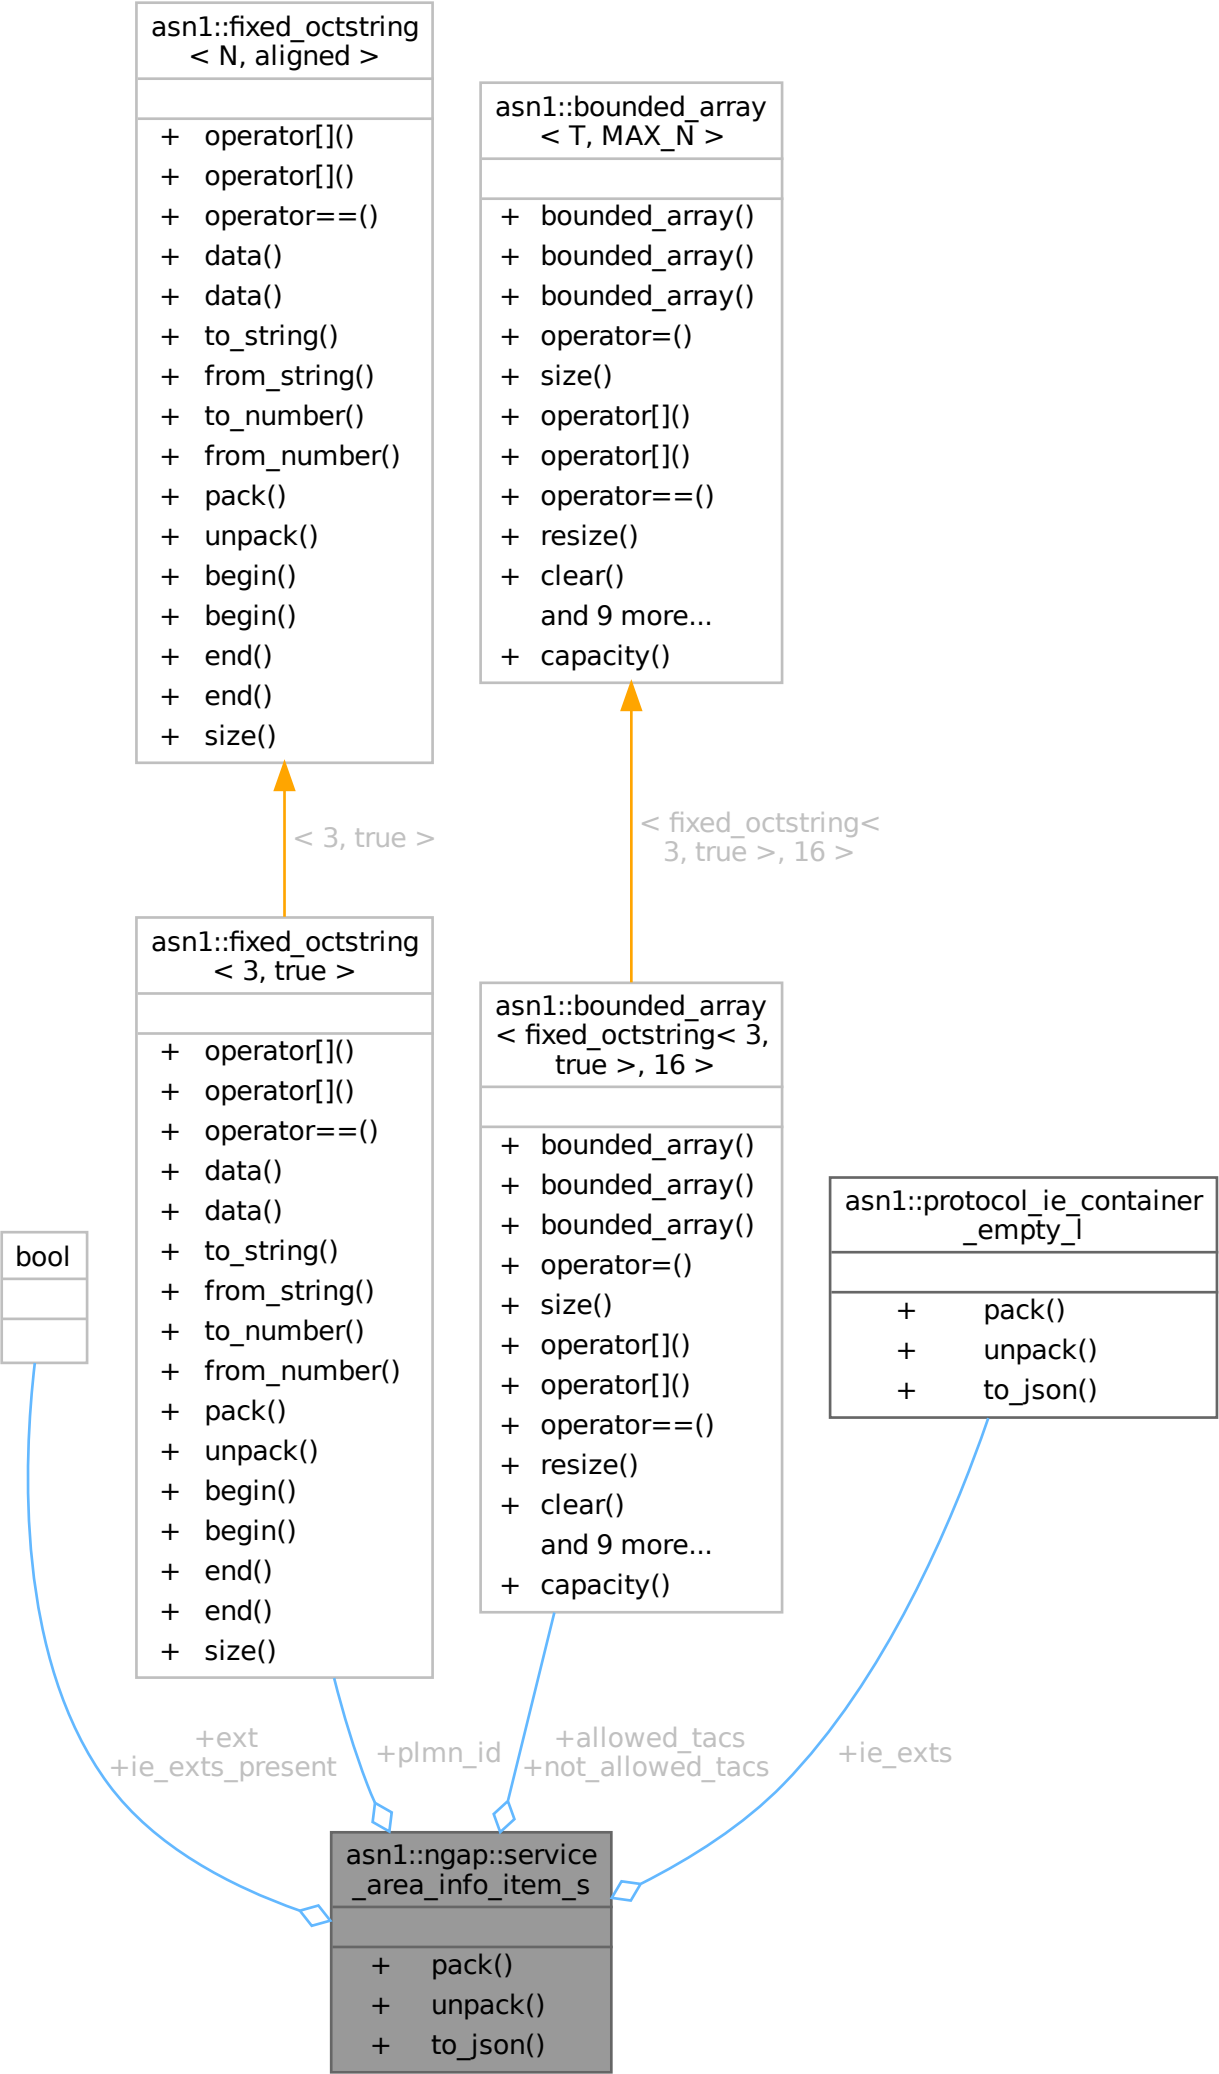 asn1::fixed_octstring
< N, aligned >
+ operator[]()
+ operator[]()
+ operator==()
+ data()
+ data()
+ to_string()
+ from_string()
+ to_number()
+ from_number()
+ pack()
+ unpack()
+ begin()
+ begin()
+ end()
+ end()
+ size()
asn1::bounded_array
< T, MAX_N >
+ bounded_array()
+ bounded_array()
+ bounded_array()
+ operator=()
+ size()
+ operator[]()
+ operator[]()
+ operator==()
+ resize()
+ clear()
and 9 more...
+ capacity()
< 3, true >
< fixed_octstring<
3, true >, 16 >
asn1::fixed_octstring
< 3, true >
+ operator[]()
+ operator[]()
+ operator==()
+ data()
+ data()
+ to_string()
+ from_string()
+ to_number()
+ from_number()
+ pack()
+ unpack()
+ begin()
+ begin()
+ end()
+ end()
+ size()
asn1::bounded_array
< fixed_octstring< 3,
true >, 16 >
+ bounded_array()
+ bounded_array()
+ bounded_array()
+ operator=()
+ size()
+ operator[]()
+ operator[]()
+ operator==()
+ resize()
+ clear()
and 9 more...
+ capacity()
asn1::protocol_ie_container
_empty_l
+ pack()
+ unpack()
+ to_json()
bool
+ext
+ie_exts_present
+plmn_id
+allowed_tacs
+not_allowed_tacs
+ie_exts
asn1::ngap::service
_area_info_item_s
+ pack()
+ unpack()
+ to_json()